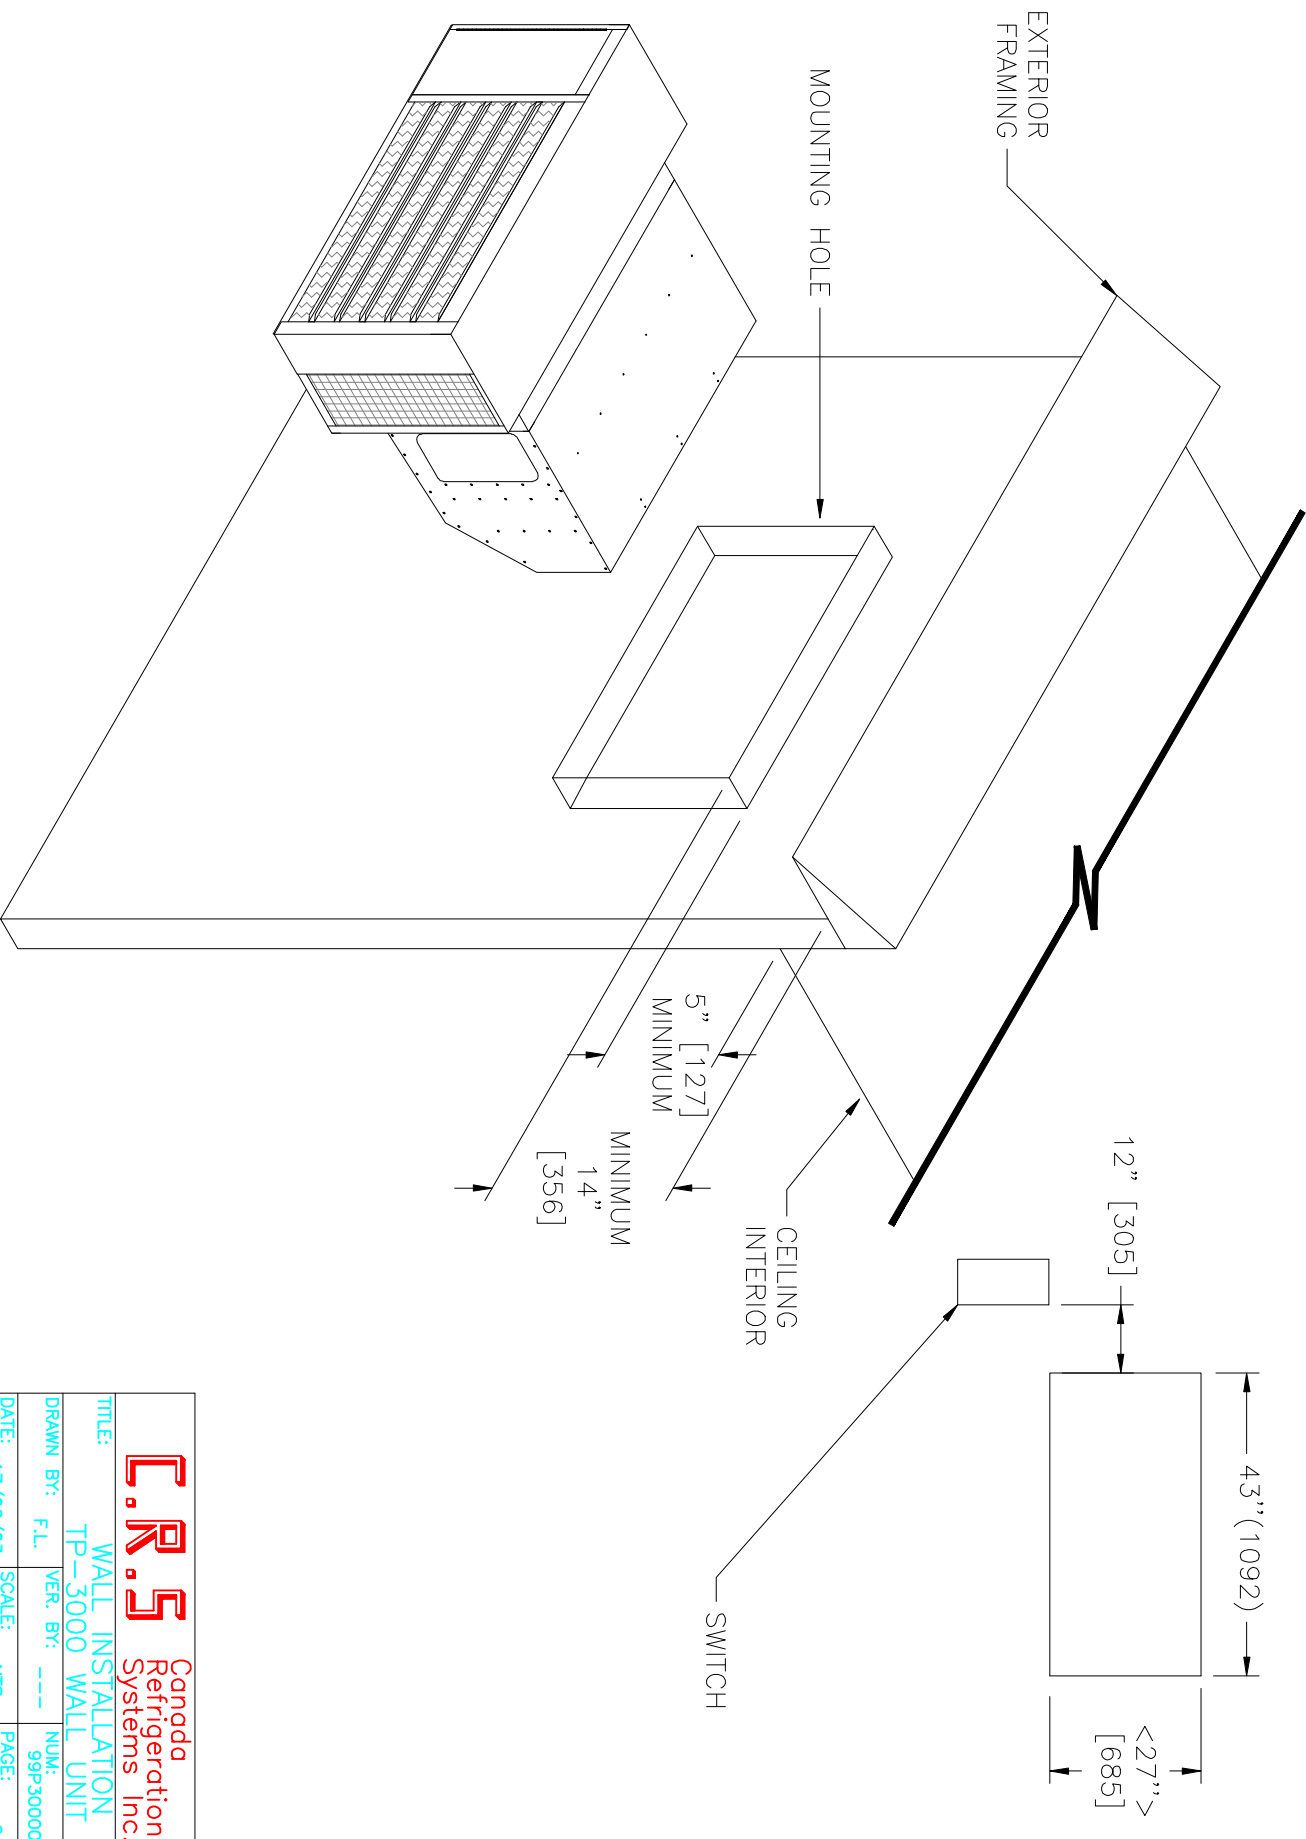 EXTERIOR
FRAMING
MOUNTING HOLE
12" [305]
43''(1092)
<27''>
[685]
5" [127]
MINIMUM
MINIMUM
14"
[356]
CEILING
INTERIOR
SWITCH
C.R.S
Canada
Refrigeration
Systems Inc.
TITLE:
WALL INSTALLATION
TP-3000 WALL UNIT
DRAWN BY: F.L.
VER. BY: ---
NUM:
99P30000
DATE:
SCALE:
PAGE: